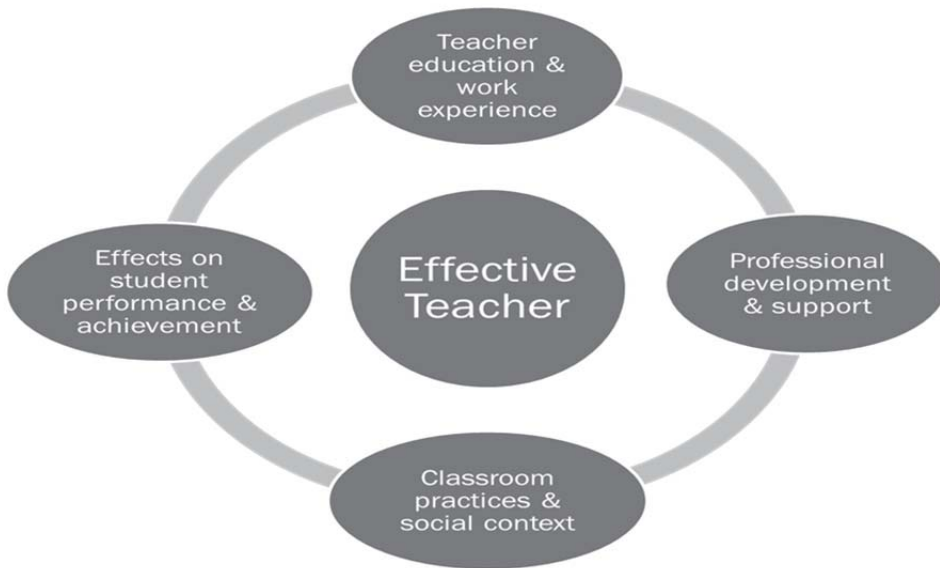 Teacher
education &
work
experience
Effects on
student
performance &
achievement
Effective
Teacher
Professional
development
& support
Classroom
practices &
social context